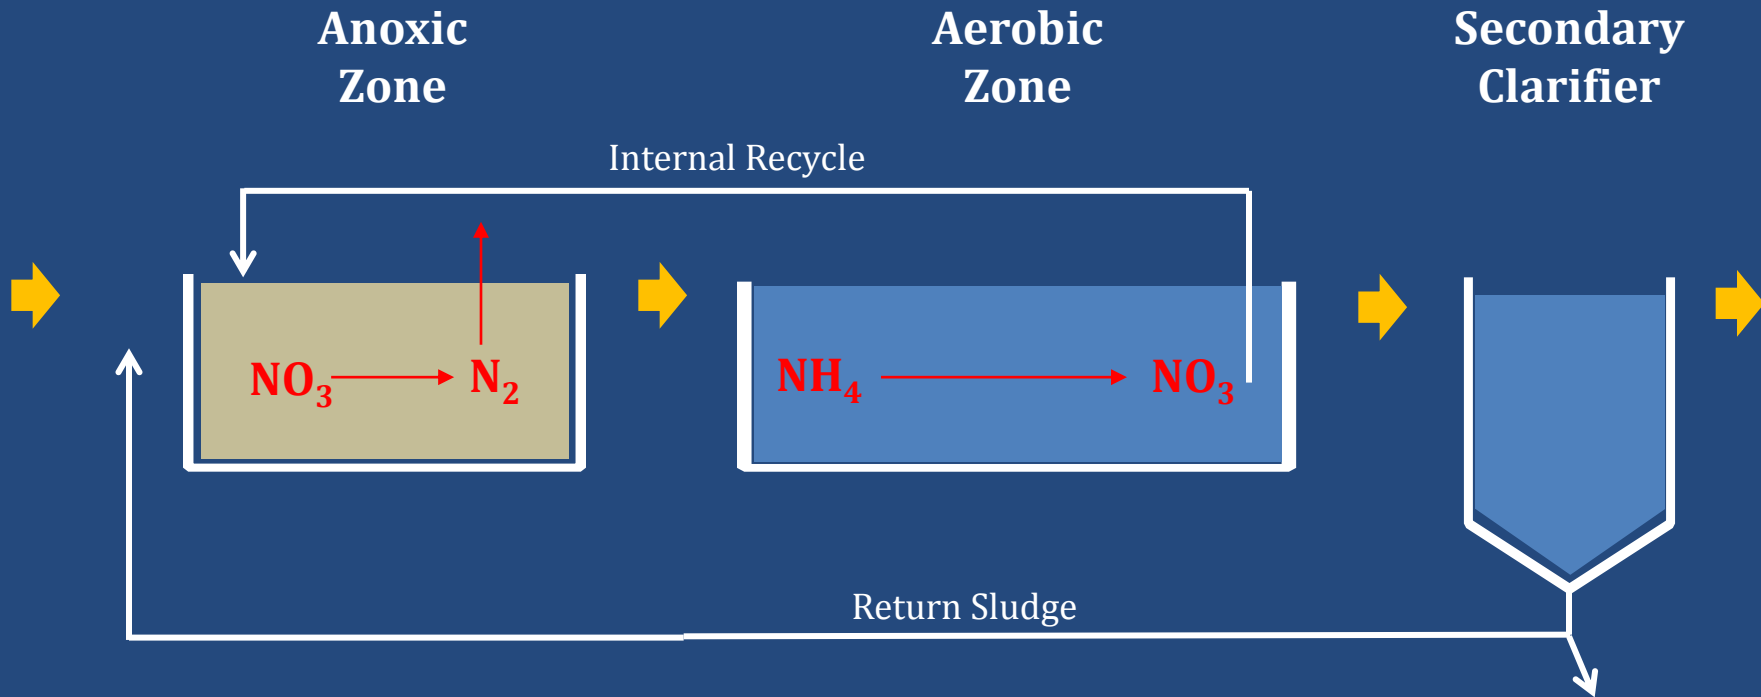 Anoxic
Zone
Aerobic
Zone
Secondary
Clarifier
Internal Recycle
NO₃
N₂
NH₄
NO₃
Return Sludge